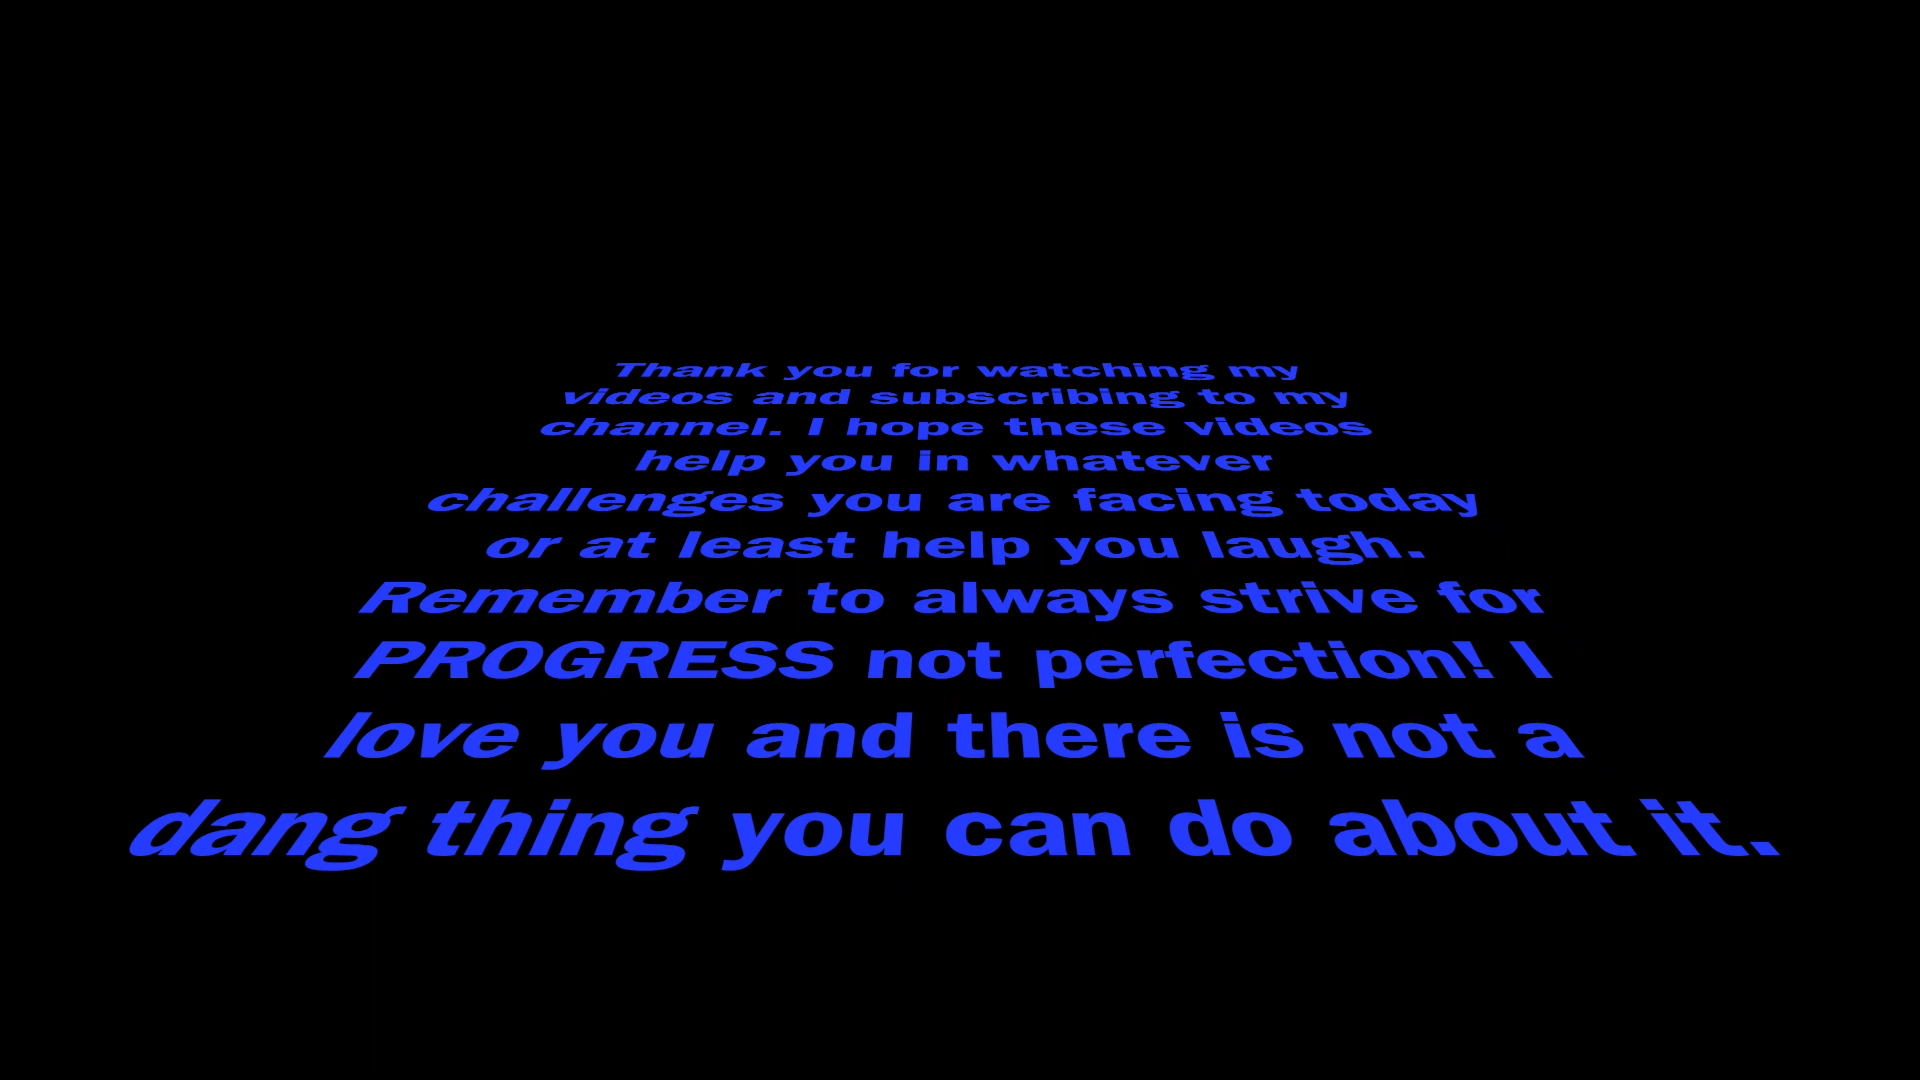 Thank you for watching my
videos and subscribing to my
channel. I hope these videos
help you in whatever
challenges you are facing today
or at least help you laugh.
Remember to always strive for
PROGRESS not perfection! I
love you and there is not a
dang thing you can do about it.